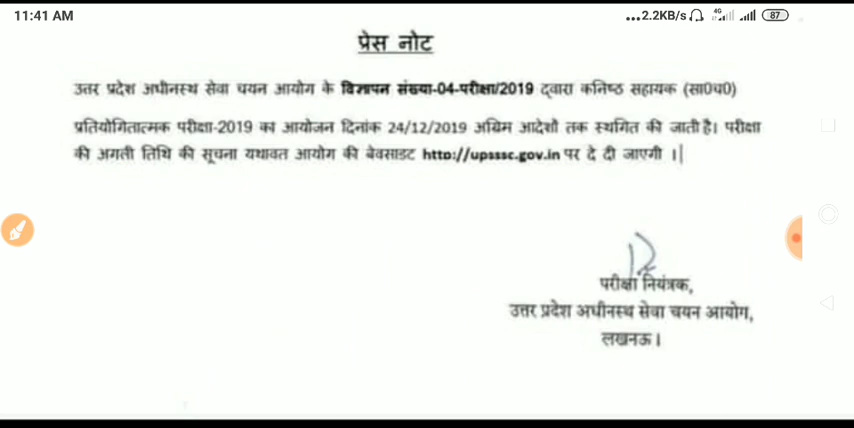 11:41 AM
...2.2KB/s 4G 87
प्रेस नोट
उत्तर प्रदेश अधीनस्थ सेवा चयन आयोग के विज्ञापन संख्या-04-परीक्षा/2019 द्वारा कनिष्ठ सहायक (सा0च0)
प्रतियोगितात्मक परीक्षा-2019 का आयोजन दिनांक 24/12/2019 अग्रिम आदेशों तक स्थगित की जाती है। परीक्षा
की अगली तिथि की सूचना यथावत आयोग की बेवसाइट http://upsssc.gov.in पर दे दी जाएगी ।
परीक्षा नियंत्रक,
उत्तर प्रदेश अधीनस्थ सेवा चयन आयोग,
लखनऊ।